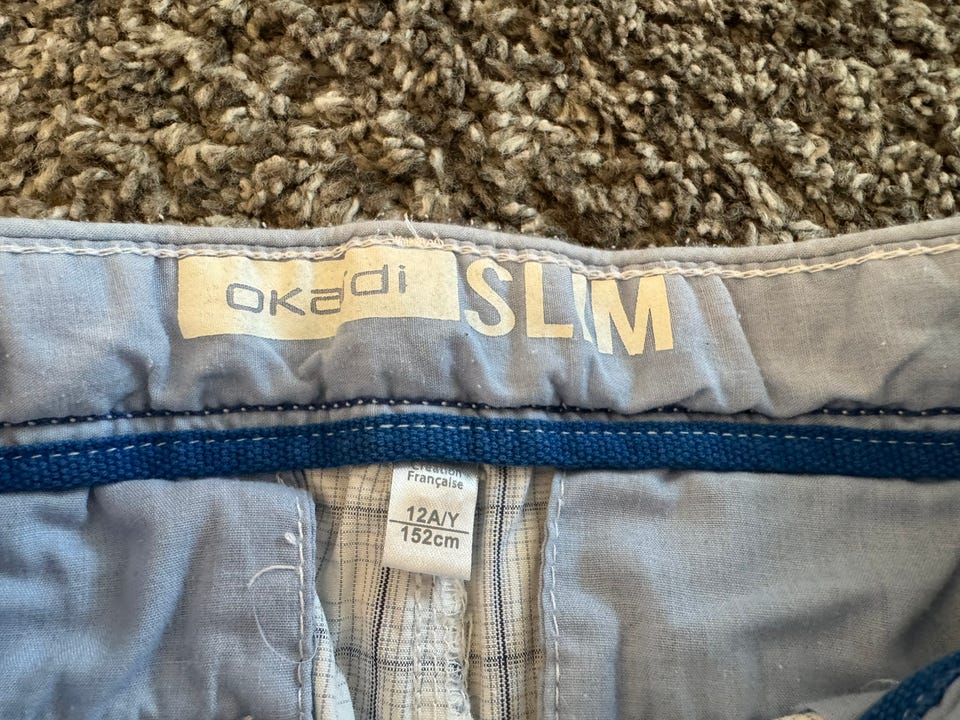 okaïdi SLIM
Création
Française
12A/Y
152cm